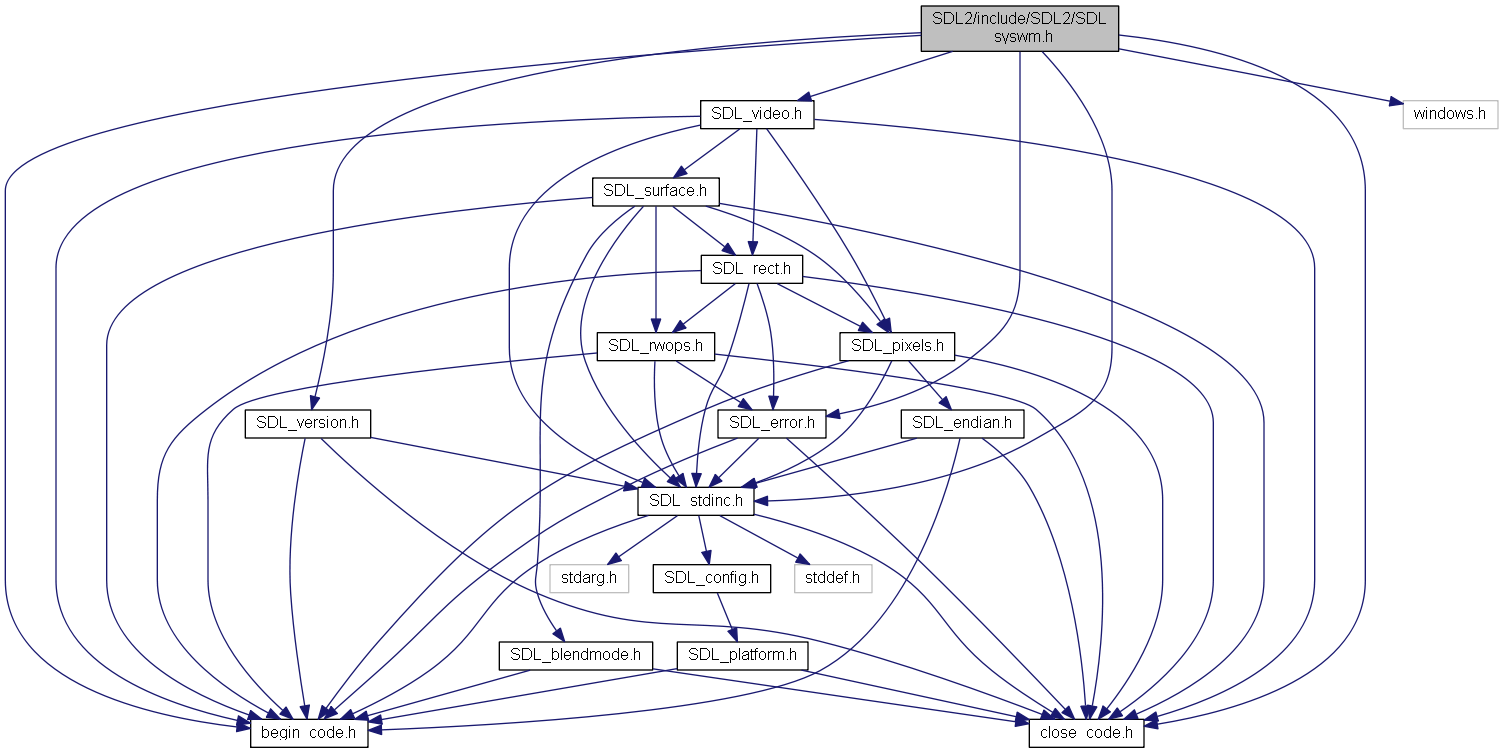 SDL2/include/SDL2/SDL
_syswm.h
SDL_video.h
windows.h
SDL_surface.h
SDL_rect.h
SDL_rwops.h
SDL_pixels.h
SDL_version.h
SDL_error.h
SDL_endian.h
SDL_stdinc.h
stdarg.h
SDL_config.h
stddef.h
SDL_blendmode.h
SDL_platform.h
begin_code.h
close_code.h